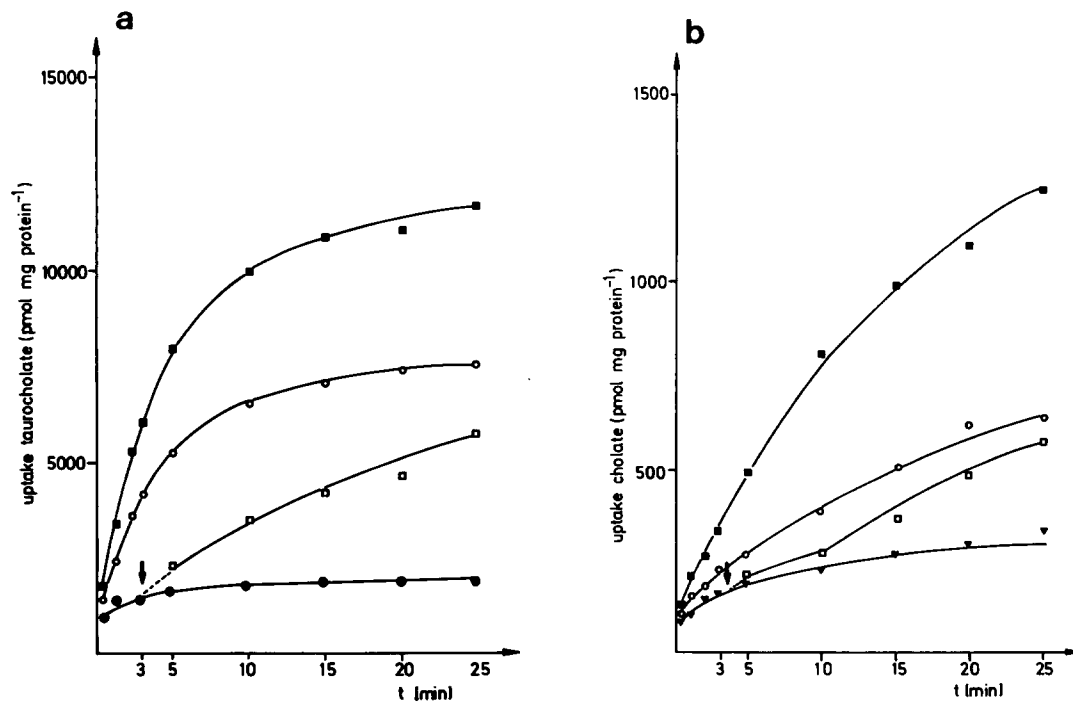 a
15000
10000
5000
uptake taurocholate (pmol mg protein⁻¹)
3 5 10 15 20 25
t [min]
b
1500
1000
500
uptake cholate (pmol mg protein⁻¹)
3 5 10 15 20 25
t [min]